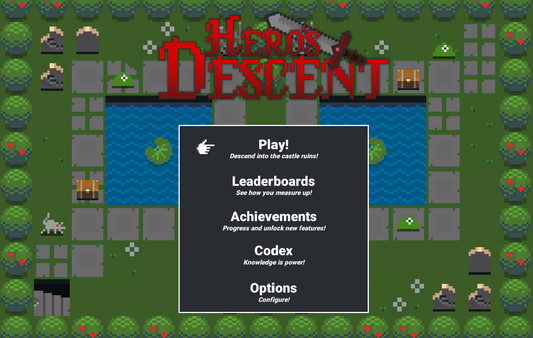 HERO'S
DESCENT
Play!
Descend into the castle ruins!
Leaderboards
See how you measure up!
Achievements
Progress and unlock new features!
Codex
Knowledge is power!
Options
Configure!